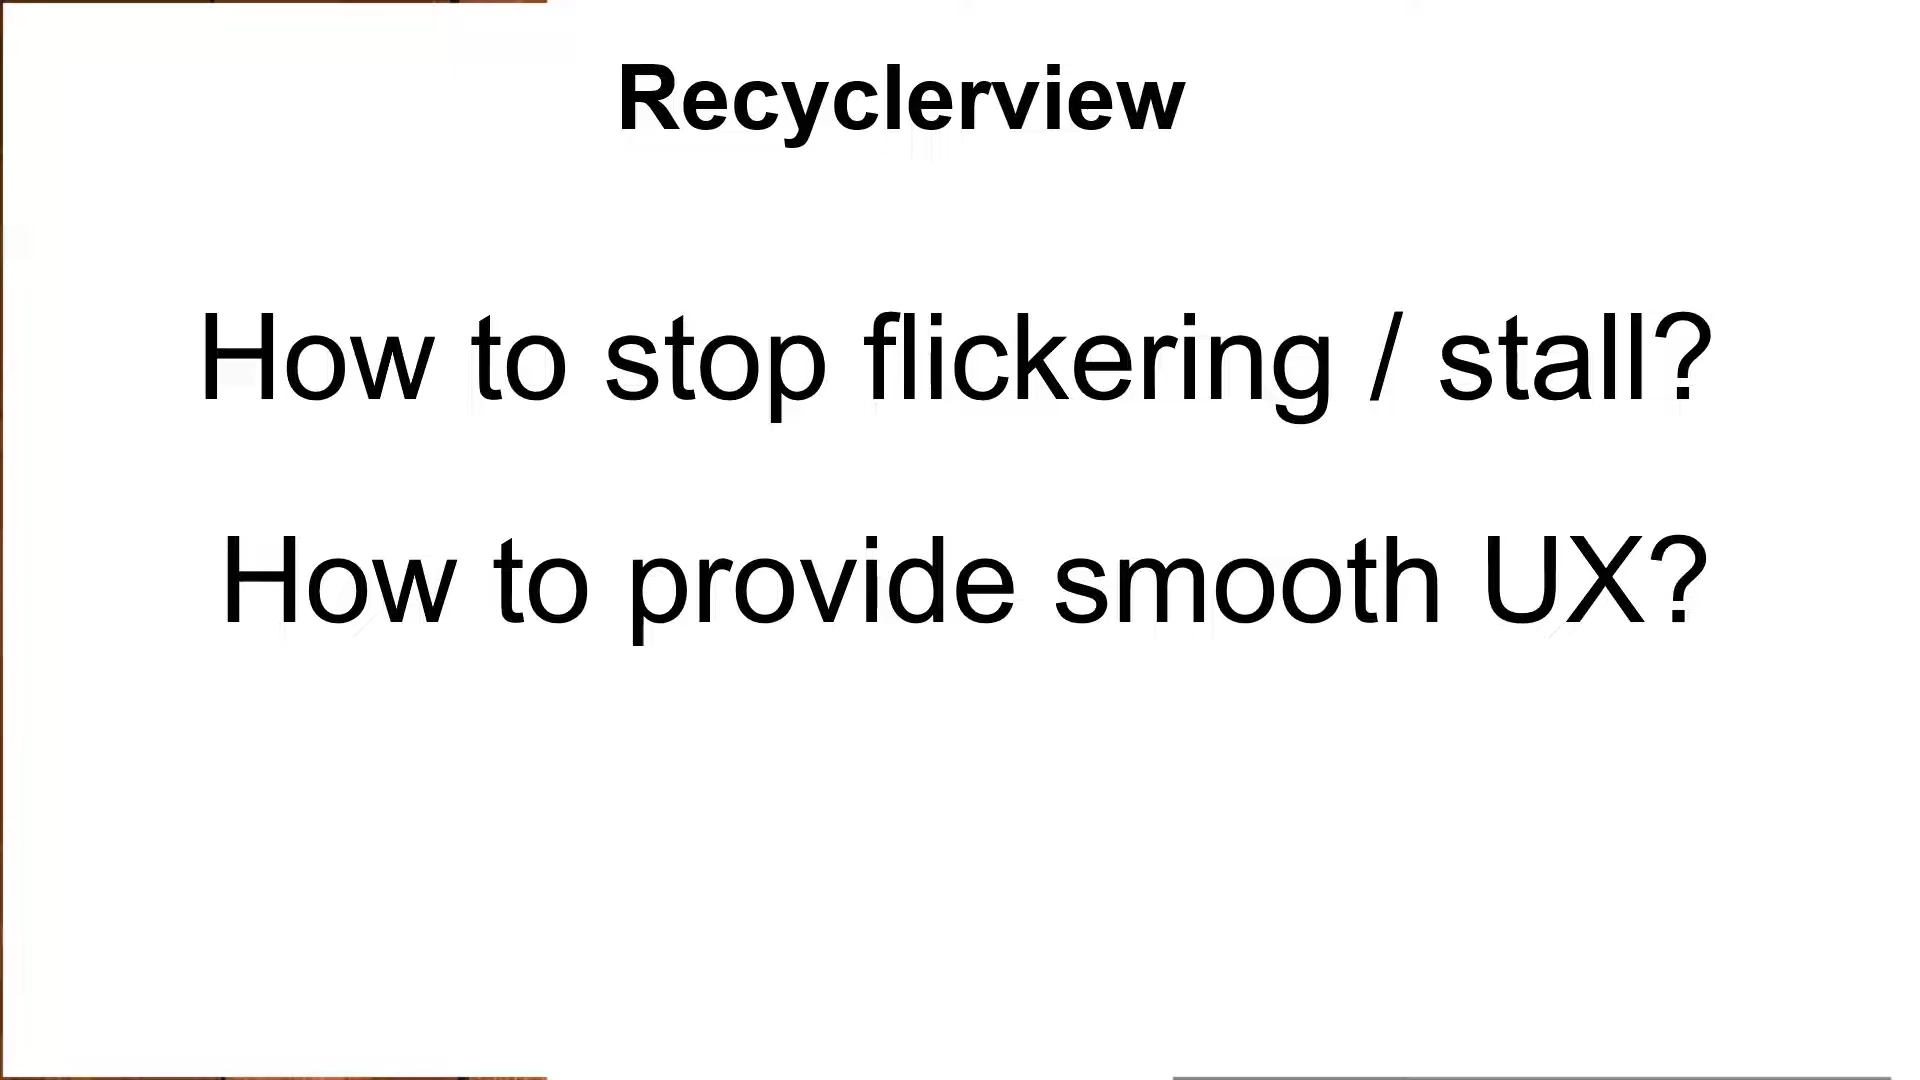 Recyclerview
How to stop flickering / stall?
How to provide smooth UX?